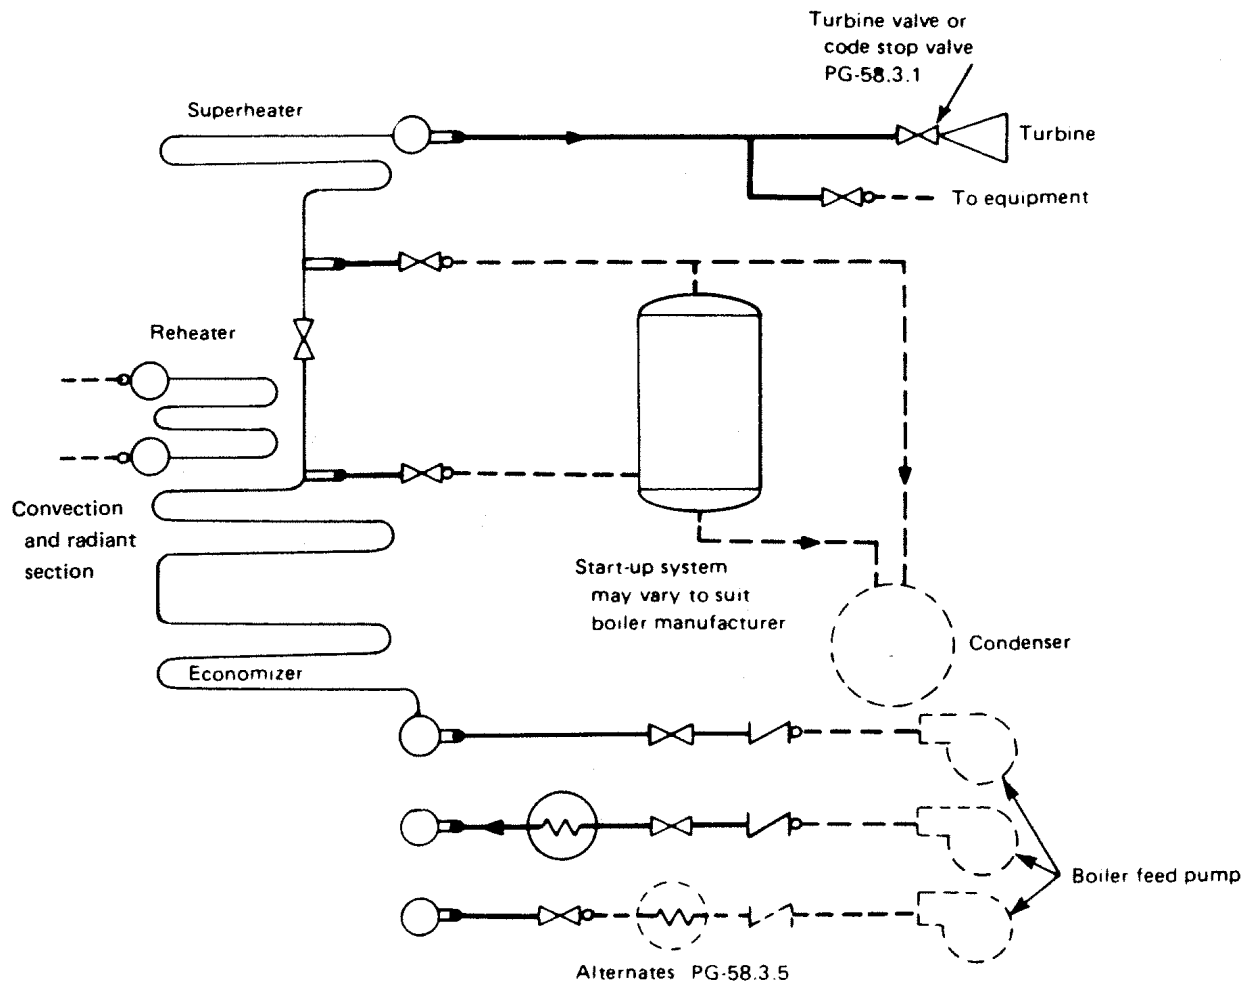 Turbine valve or
code stop valve
PG-58.3.1
Superheater
Turbine
To equipment
Reheater
Convection
and radiant
section
Start-up system
may vary to suit
boiler manufacturer
Condenser
Economizer
Boiler feed pump
Alternates PG-58.3.5